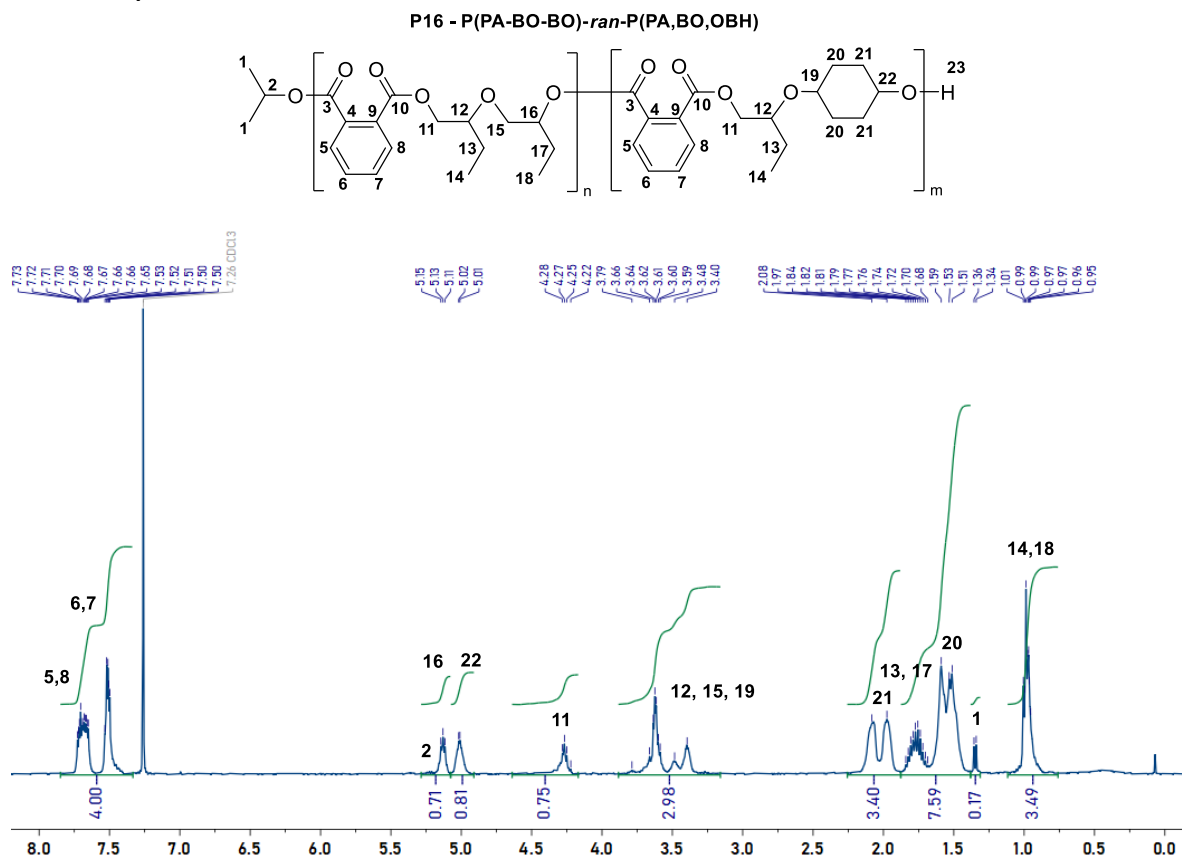 P16 - P(PA-BO-BO)-ran-P(PA,BO,OBH)
1 O O O O 20 21 23
2 O 3 10 O 12 O 16 O 3 10 O 12 O 19 22 O H
1 4 9 11 15 4 9 11 20 21
5 8 13 17 5 8 13
6 7 14 18 n 6 7 14 m
7.73 7.72 7.71 7.70 7.69 7.68 7.67 7.66 7.66 7.65 7.53 7.52 7.51 7.50 7.50 7.26 CDCl3
5.15 5.13 5.11 5.02 5.01
4.28 4.27 4.25 4.22 3.79 3.66 3.64 3.62 3.61 3.60 3.59 3.48 3.40
2.08 1.97 1.84 1.82 1.81 1.79 1.77 1.76 1.74 1.72 1.70 1.68 1.59 1.53 1.51 1.36 1.34 1.01 0.99 0.99 0.97 0.97 0.96 0.95
14,18
6,7
20
5,8 16 22 13, 17
12, 15, 19
21
11 1
2
4.00 0.71 0.81 0.75 2.98 3.40 7.59 0.17 3.49
8.0 7.5 7.0 6.5 6.0 5.5 5.0 4.5 4.0 3.5 3.0 2.5 2.0 1.5 1.0 0.5 0.0